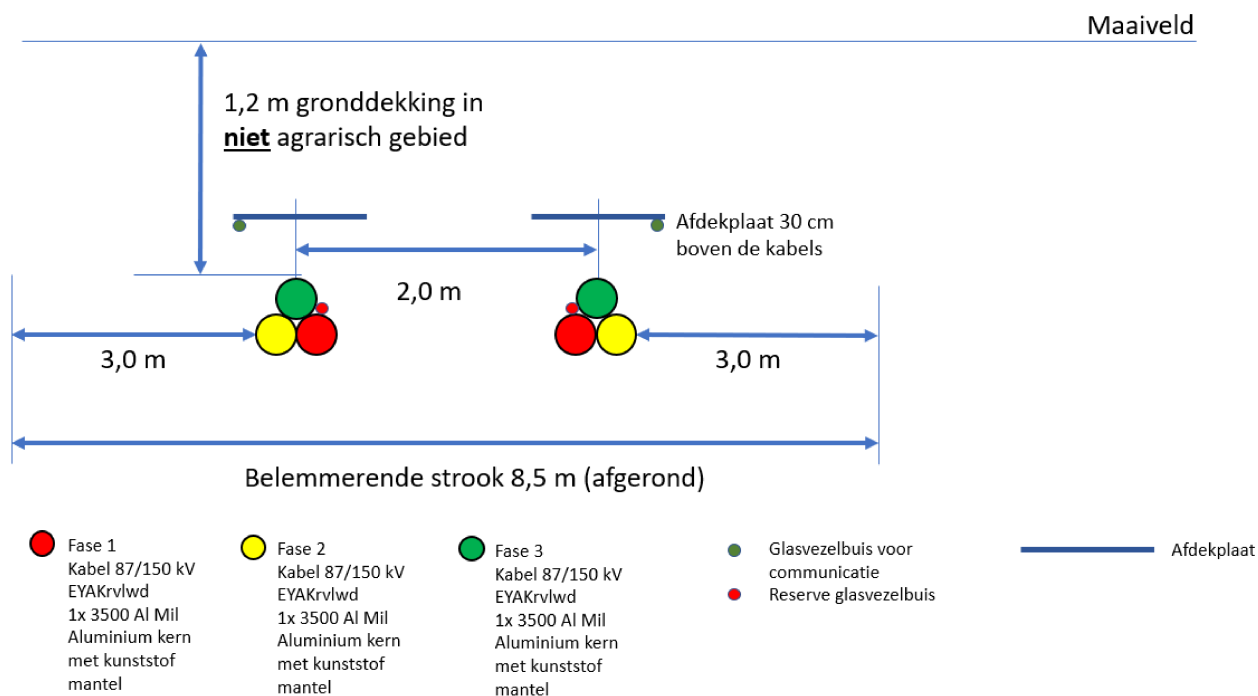 Maaiveld
1,2 m gronddekking in
niet agrarisch gebied
Afdekplaat 30 cm
boven de kabels
2,0 m
3,0 m
3,0 m
Belemmerende strook 8,5 m (afgerond)
Fase 1
Kabel 87/150 kV
EYAKrvlwd
1x 3500 Al Mil
Aluminium kern
met kunststof
mantel
Fase 2
Kabel 87/150 kV
EYAKrvlwd
1x 3500 Al Mil
Aluminium kern
met kunststof
mantel
Fase 3
Kabel 87/150 kV
EYAKrvlwd
1x 3500 Al Mil
Aluminium kern
met kunststof
mantel
Glasvezelbuis voor
communicatie
Reserve glasvezelbuis
Afdekplaat